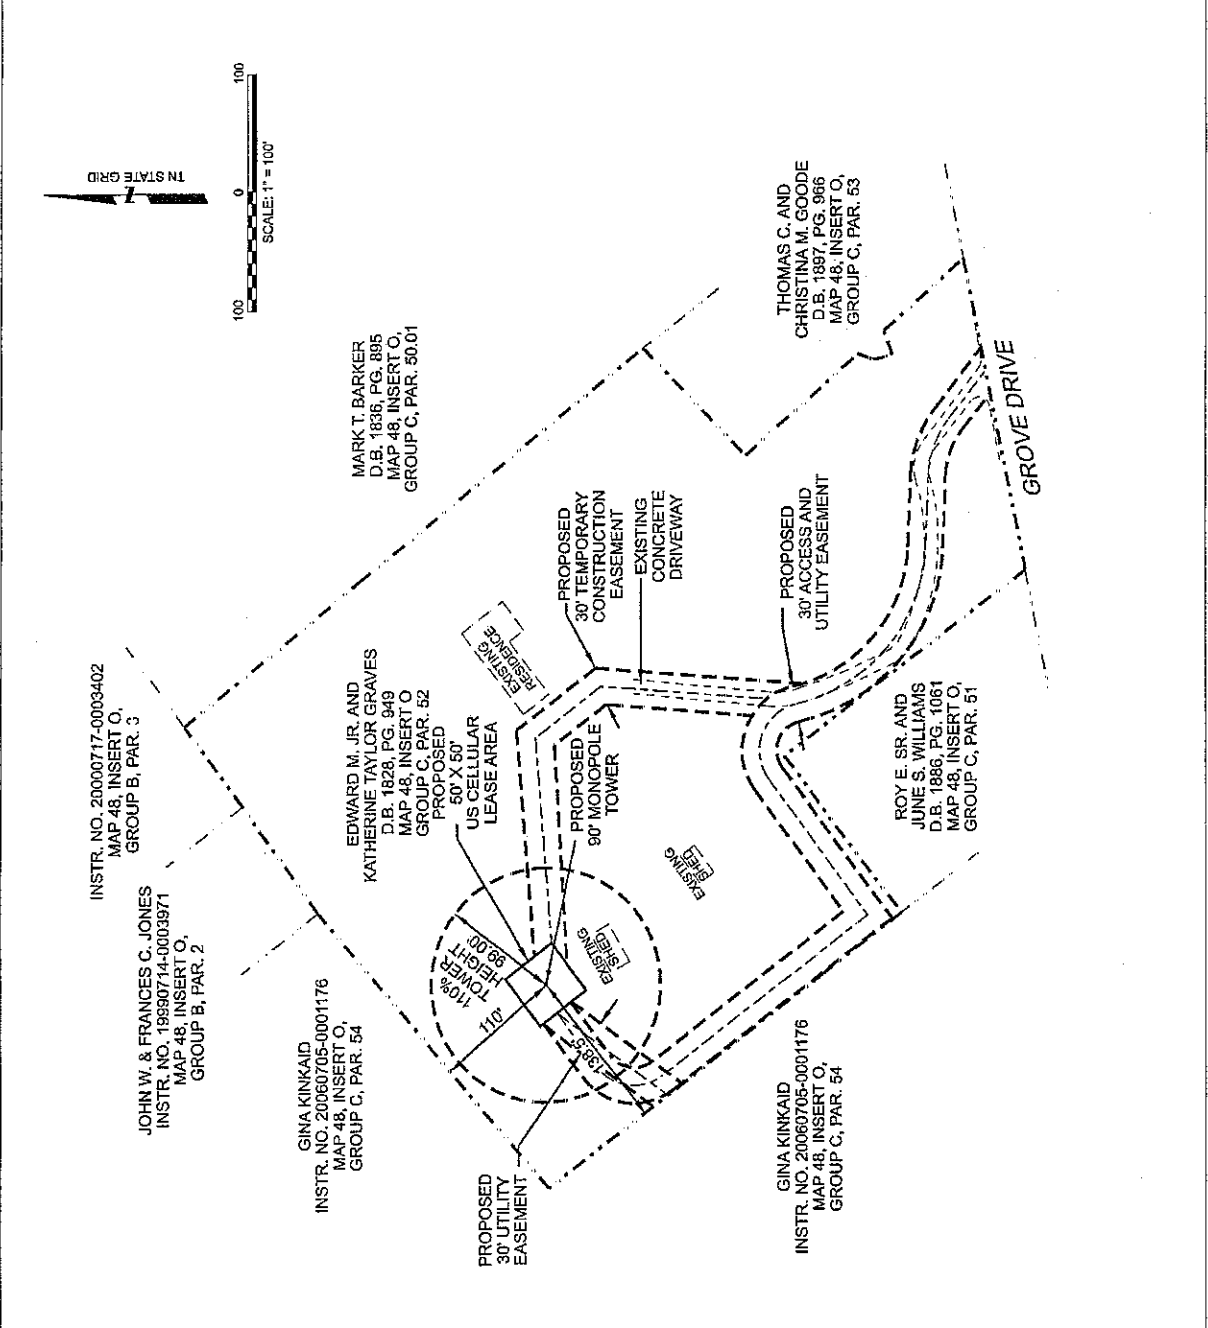 INSTR. NO. 20000717-0003402
MAP 48, INSERT O,
GROUP B, PAR. 3
JOHN W. & FRANCES C. JONES
INSTR. NO. 19990714-0003971
MAP 48, INSERT O,
GROUP B, PAR. 2
GINA KINKAID
INSTR. NO. 20060705-0001176
MAP 48, INSERT O,
GROUP C, PAR. 54
TN STATE GRID
100
0
100
SCALE: 1" = 100'
MARK T. BARKER
D.B. 1836, PG. 895
MAP 48, INSERT O,
GROUP C, PAR. 50.01
EDWARD M. JR. AND
KATHERINE TAYLOR GRAVES
D.B. 1828, PG. 949
MAP 48, INSERT O
GROUP C, PAR. 52
PROPOSED
50' X 50'
US CELLULAR
LEASE AREA
EXISTING
RESIDENCE
110%
TOWER
HEIGHT
99.00'
110'
138.5'
PROPOSED
30' UTILITY
EASEMENT
PROPOSED
90' MONOPOLE
TOWER
PROPOSED
30' TEMPORARY
CONSTRUCTION
EASEMENT
EXISTING
CONCRETE
DRIVEWAY
EXISTING
SHED
EXISTING
SHED
PROPOSED
30' ACCESS AND
UTILITY EASEMENT
THOMAS C. AND
CHRISTINA M. GOODE
D.B. 1897, PG. 966
MAP 48, INSERT O,
GROUP C, PAR. 53
GINA KINKAID
INSTR. NO. 20060705-0001176
MAP 48, INSERT O,
GROUP C, PAR. 54
ROY E. SR. AND
JUNE S. WILLIAMS
D.B. 1886, PG. 1061
MAP 48, INSERT O,
GROUP C, PAR. 51
GROVE DRIVE